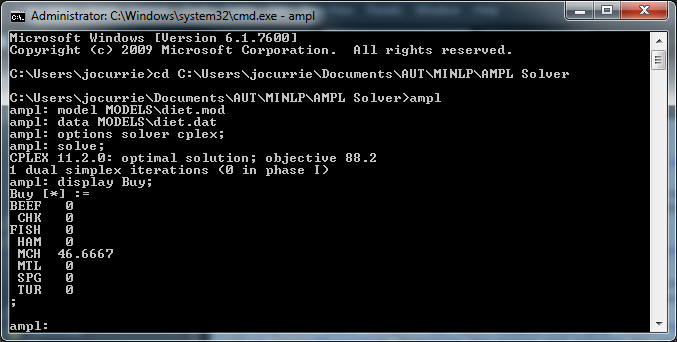 Administrator: C:\Windows\system32\cmd.exe - ampl
Microsoft Windows [Version 6.1.7600]
Copyright (c) 2009 Microsoft Corporation.  All rights reserved.
C:\Users\jocurrie>cd C:\Users\jocurrie\Documents\AUT\MINLP\AMPL Solver
C:\Users\jocurrie\Documents\AUT\MINLP\AMPL Solver>ampl
ampl: model MODELS\diet.mod
ampl: data MODELS\diet.dat
ampl: options solver cplex;
ampl: solve;
CPLEX 11.2.0: optimal solution; objective 88.2
1 dual simplex iterations (0 in phase I)
ampl: display Buy;
Buy [*] :=
BEEF   0
 CHK   0
FISH   0
 HAM   0
 MCH  46.6667
 MTL   0
 SPG   0
 TUR   0
;
ampl: